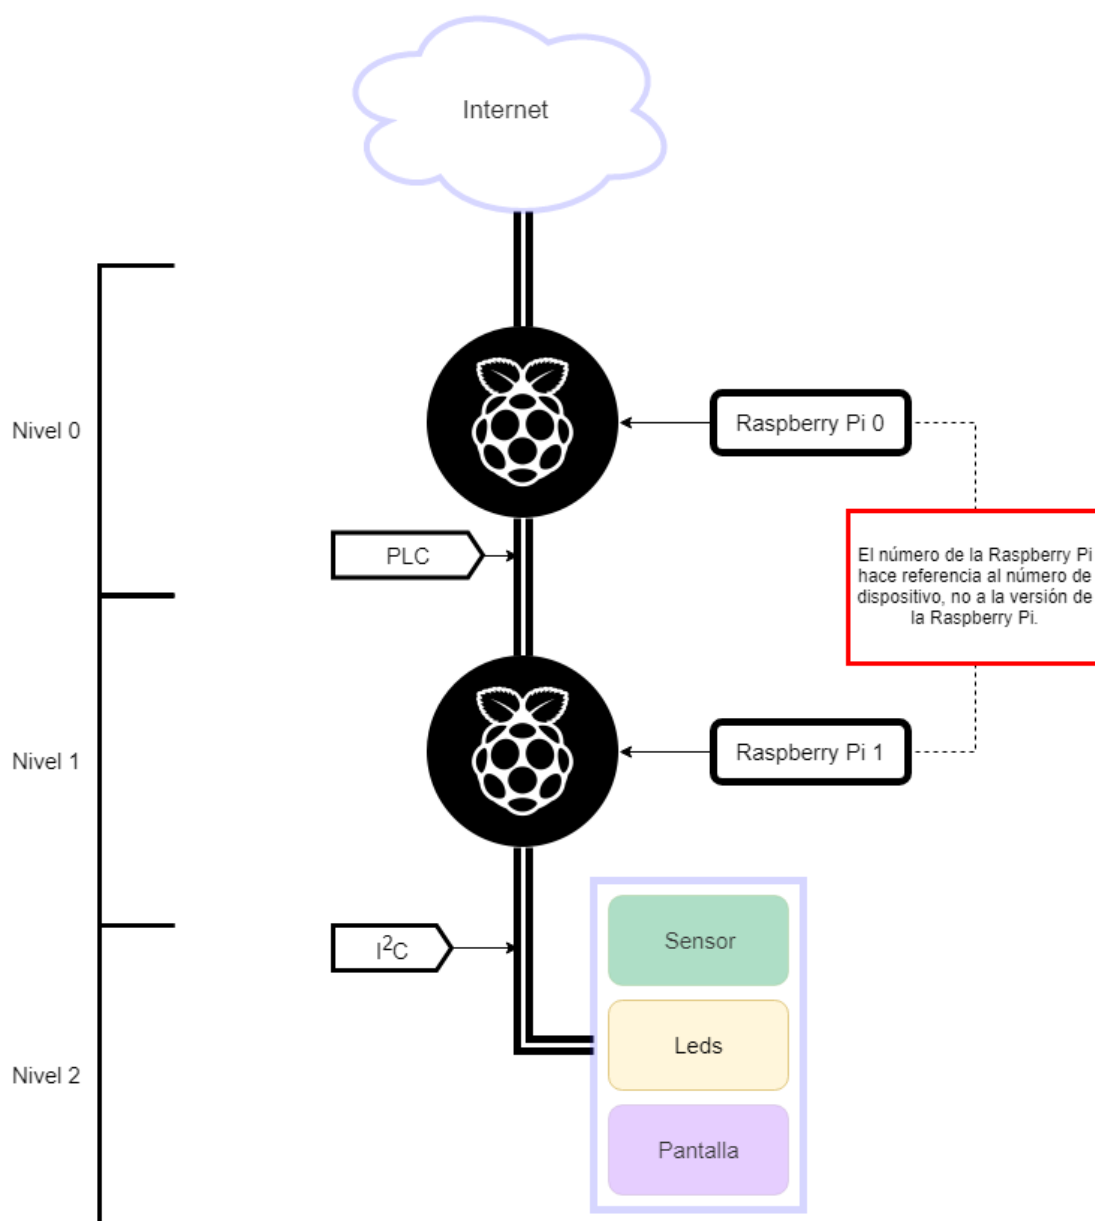 Internet
Nivel 0
Raspberry Pi 0
PLC
El número de la Raspberry Pi
hace referencia al número de
dispositivo, no a la versión de
la Raspberry Pi.
Nivel 1
Raspberry Pi 1
Sensor
I²C
Leds
Nivel 2
Pantalla